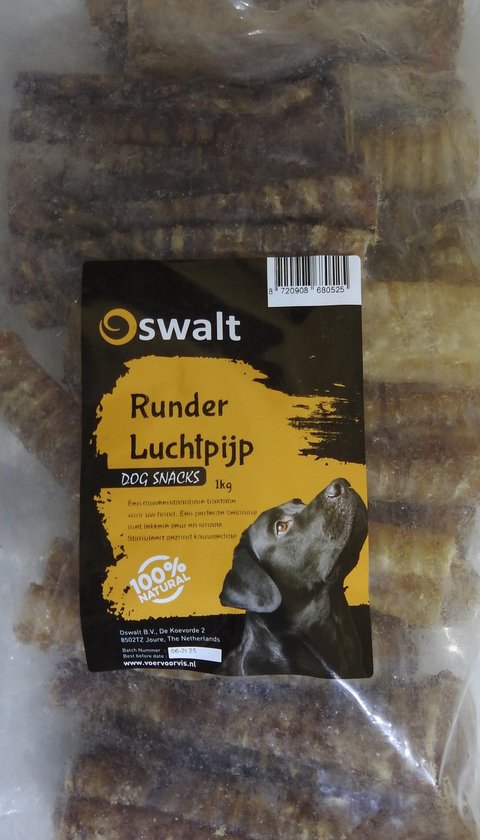 8 720908 680525
Oswalt
Runder
Luchtpijp
DOG SNACKS
1kg
Een onweerstaanbare traktatie
voor uw hond. Een perfecte beloning
met lekkere geur en smaak.
Stimuleert gezond kauwgedrag
100%
NATURAL
Oswalt B.V., De Koevorde 2
8502TZ Joure, The Netherlands
Batch Number :
Best before date :
www.voervoorvis.nl